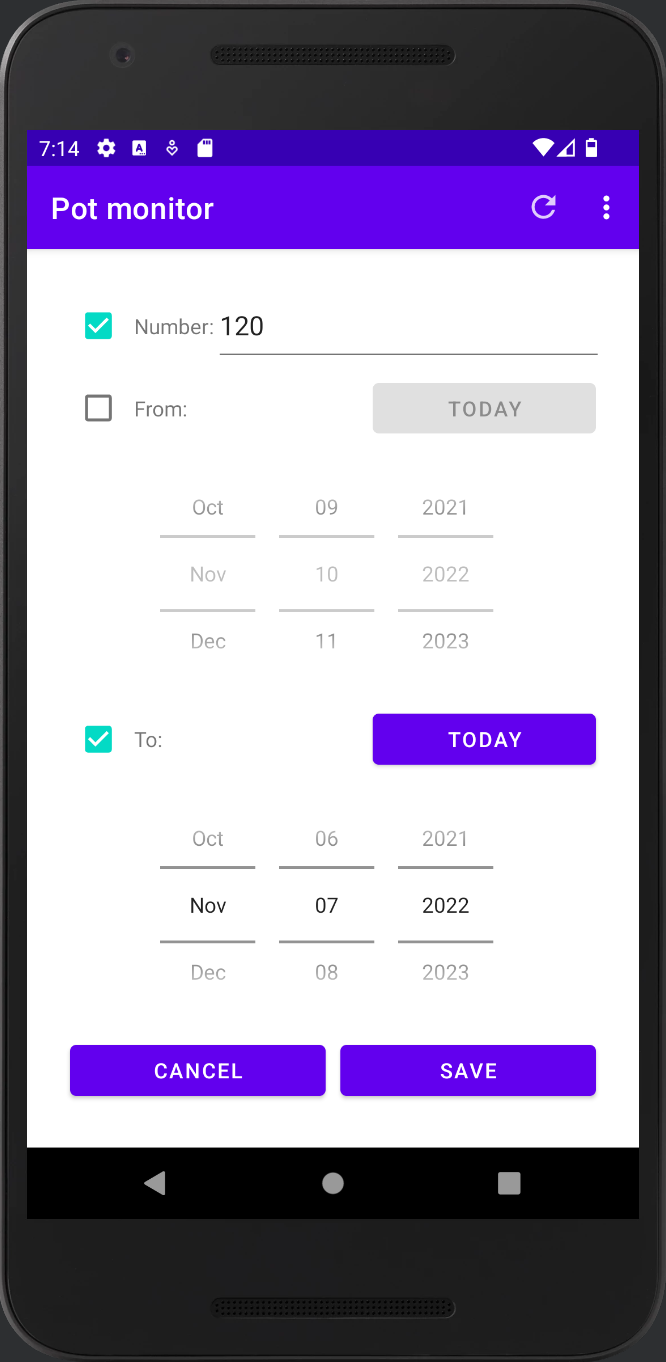 7:14
Pot monitor
Number: 120
From: TODAY
Oct 09 2021
Nov 10 2022
Dec 11 2023
To: TODAY
Oct 06 2021
Nov 07 2022
Dec 08 2023
CANCEL SAVE